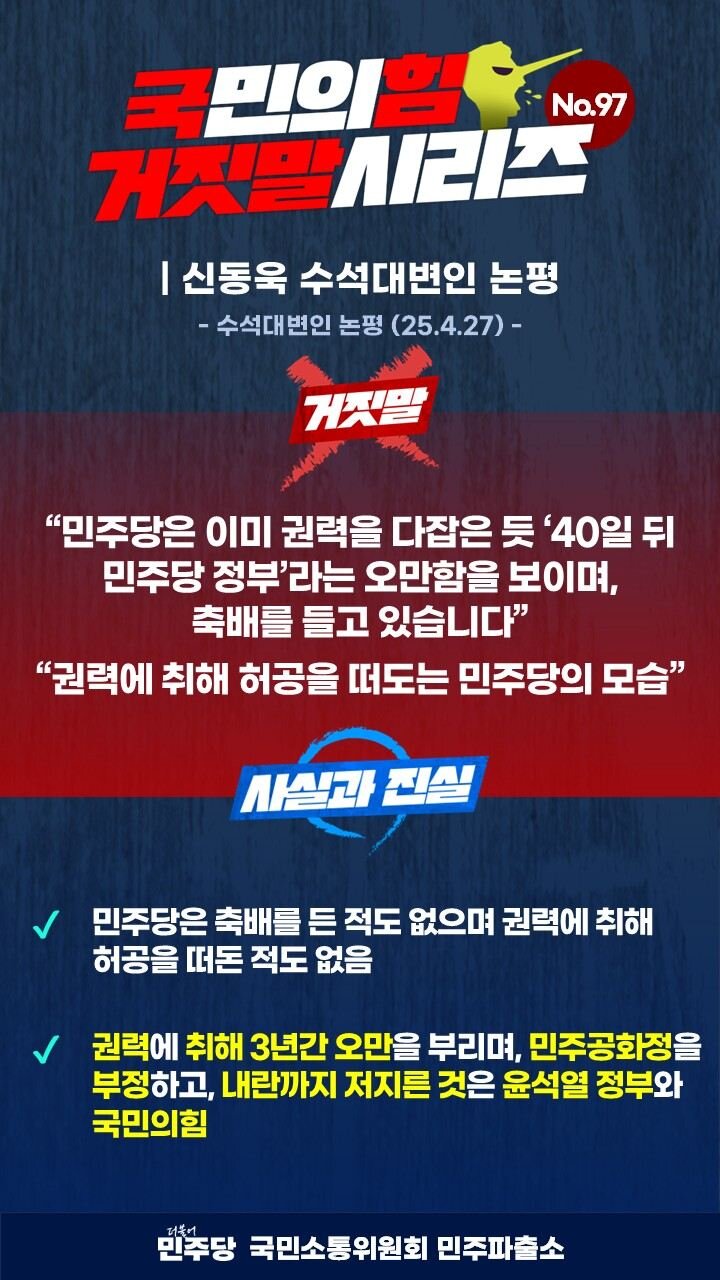 국민의힘
No.97
거짓말시리즈
| 신동욱 수석대변인 논평
- 수석대변인 논평 (25.4.27) -
거짓말
“민주당은 이미 권력을 다잡은 듯 ‘40일 뒤
민주당 정부’라는 오만함을 보이며,
축배를 들고 있습니다”
“권력에 취해 허공을 떠도는 민주당의 모습”
사실과 진실
✓ 민주당은 축배를 든 적도 없으며 권력에 취해
허공을 떠돈 적도 없음
✓ 권력에 취해 3년간 오만을 부리며, 민주공화정을
부정하고, 내란까지 저지른 것은 윤석열 정부와
국민의힘
더불어
민주당 국민소통위원회 민주파출소